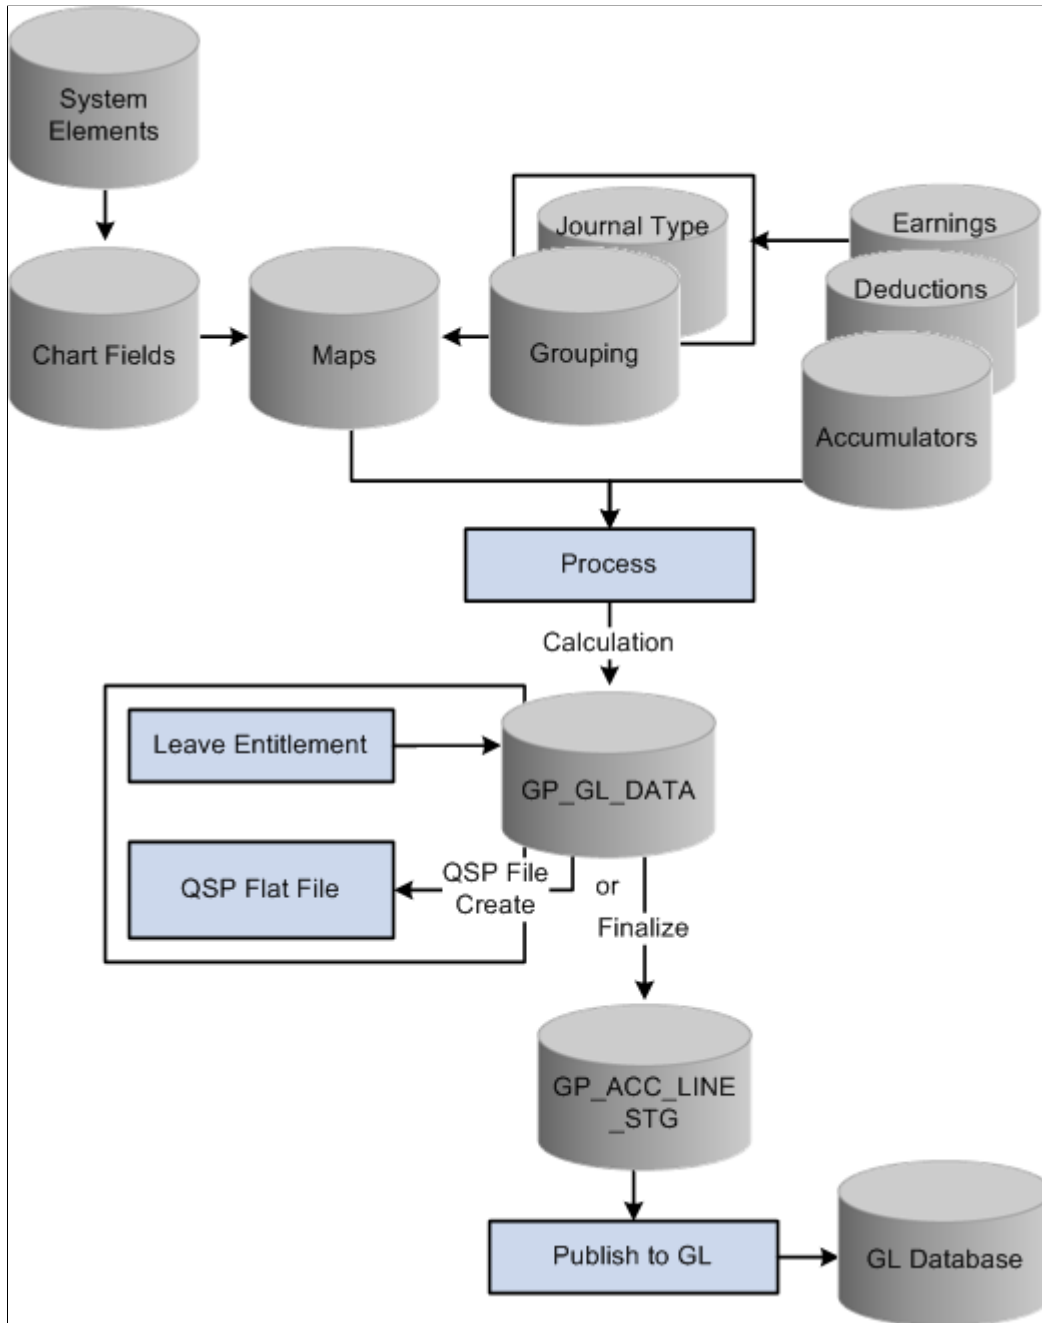 System
Elements
Journal Type
Earnings
Deductions
Chart Fields
Maps
Grouping
Accumulators
Process
Calculation
Leave Entitlement
GP_GL_DATA
QSP Flat File
QSP File
Create
or
Finalize
GP_ACC_LINE
_STG
Publish to GL
GL Database